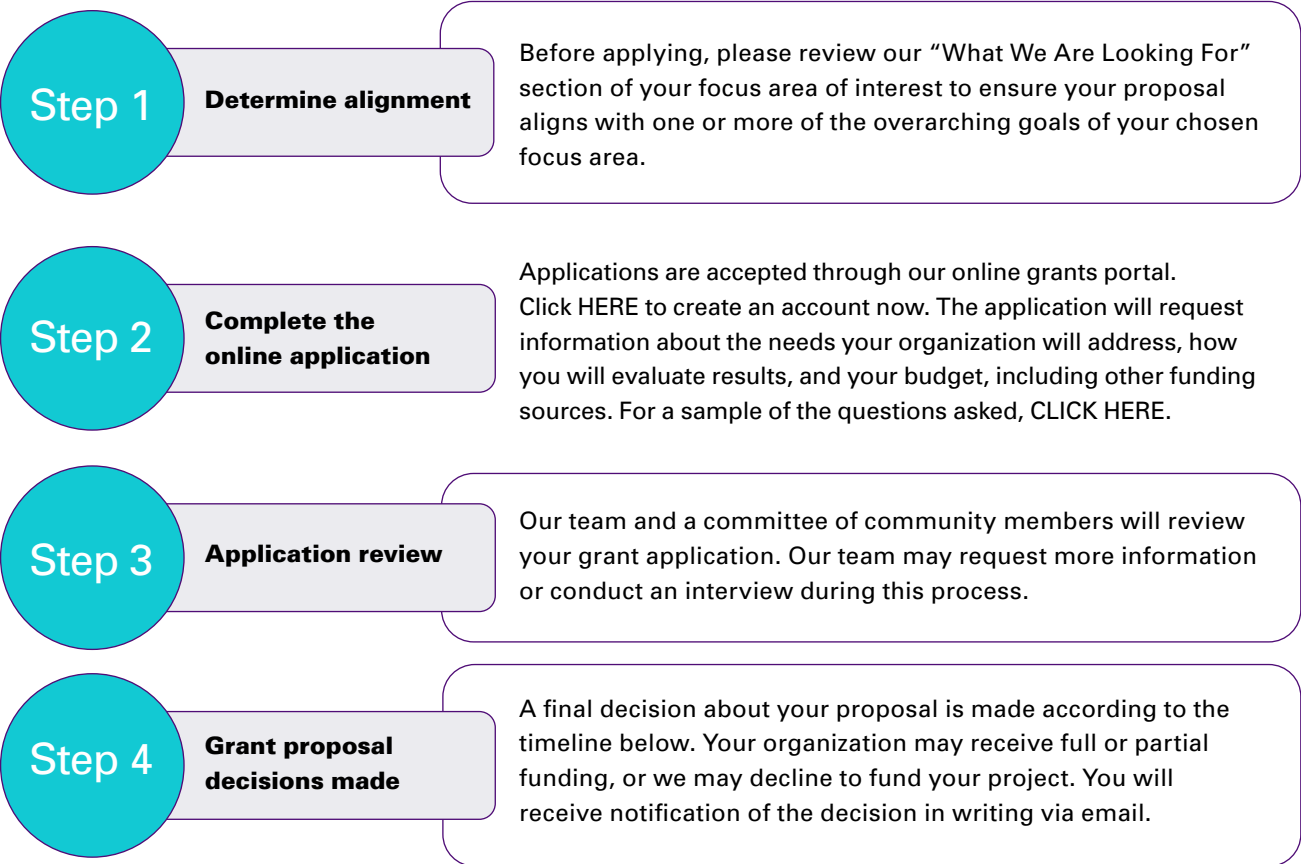 Step 1
Determine alignment
Before applying, please review our “What We Are Looking For”
section of your focus area of interest to ensure your proposal
aligns with one or more of the overarching goals of your chosen
focus area.
Step 2
Complete the
online application
Applications are accepted through our online grants portal.
Click HERE to create an account now. The application will request
information about the needs your organization will address, how
you will evaluate results, and your budget, including other funding
sources. For a sample of the questions asked, CLICK HERE.
Step 3
Application review
Our team and a committee of community members will review
your grant application. Our team may request more information
or conduct an interview during this process.
Step 4
Grant proposal
decisions made
A final decision about your proposal is made according to the
timeline below. Your organization may receive full or partial
funding, or we may decline to fund your project. You will
receive notification of the decision in writing via email.